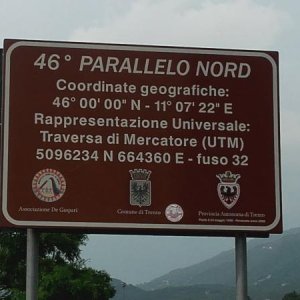 46° PARALLELO NORD
Coordinate geografiche:
46° 00' 00" N - 11° 07' 22" E
Rappresentazione Universale:
Traversa di Mercatore (UTM)
5096234 N 664360 E - fuso 32
Associazione De Gaspari
Comune di Trento
Provincia Autonoma di Trento